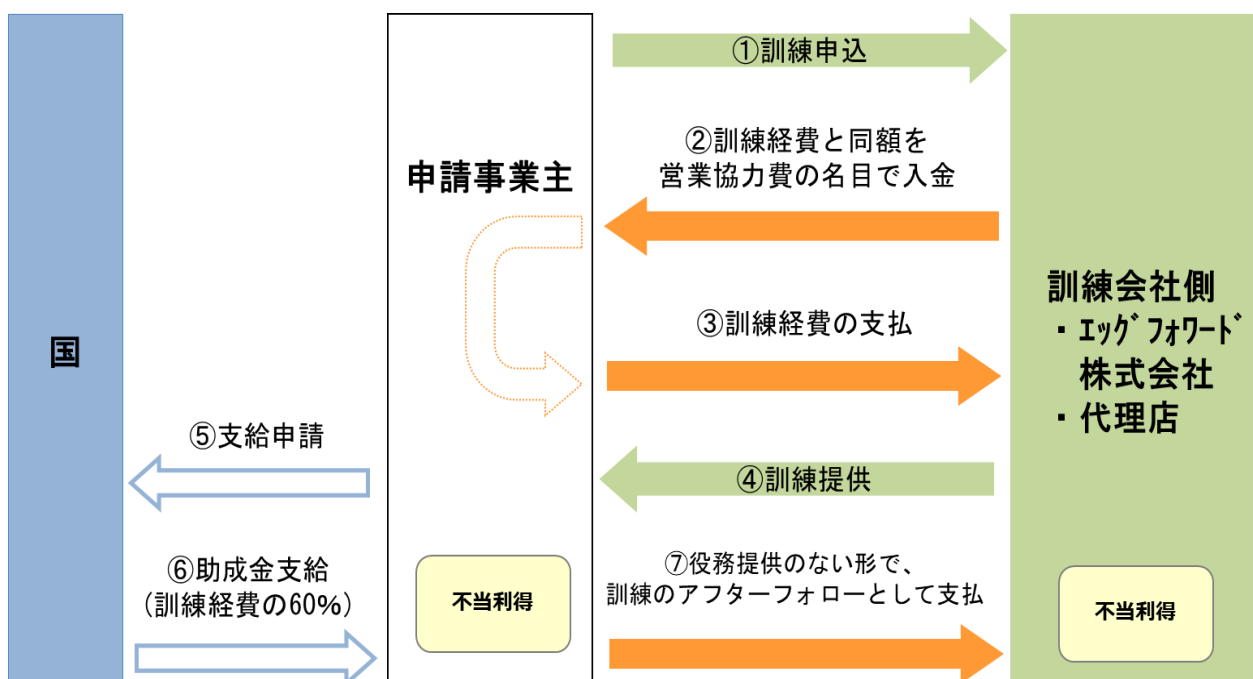 ①訓練申込
②訓練経費と同額を
営業協力費の名目で入金
申請事業主
訓練会社側
・ｴｯｸﾞﾌｫﾜｰﾄﾞ
株式会社
・代理店
③訓練経費の支払
国
⑤支給申請
④訓練提供
⑥助成金支給
(訓練経費の60%)
不当利得
⑦役務提供のない形で、
訓練のアフターフォローとして支払
不当利得